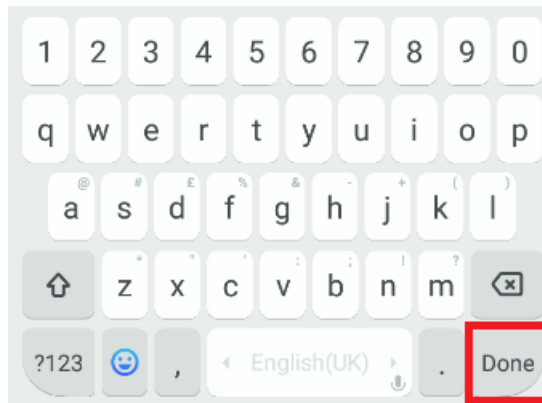 1 2 3 4 5 6 7 8 9 0
q w e r t y u i o p
@ # £ % & - + ( )
a s d f g h j k l
* " ' : ; ! ?
z x c v b n m
?123 , English(UK) . Done